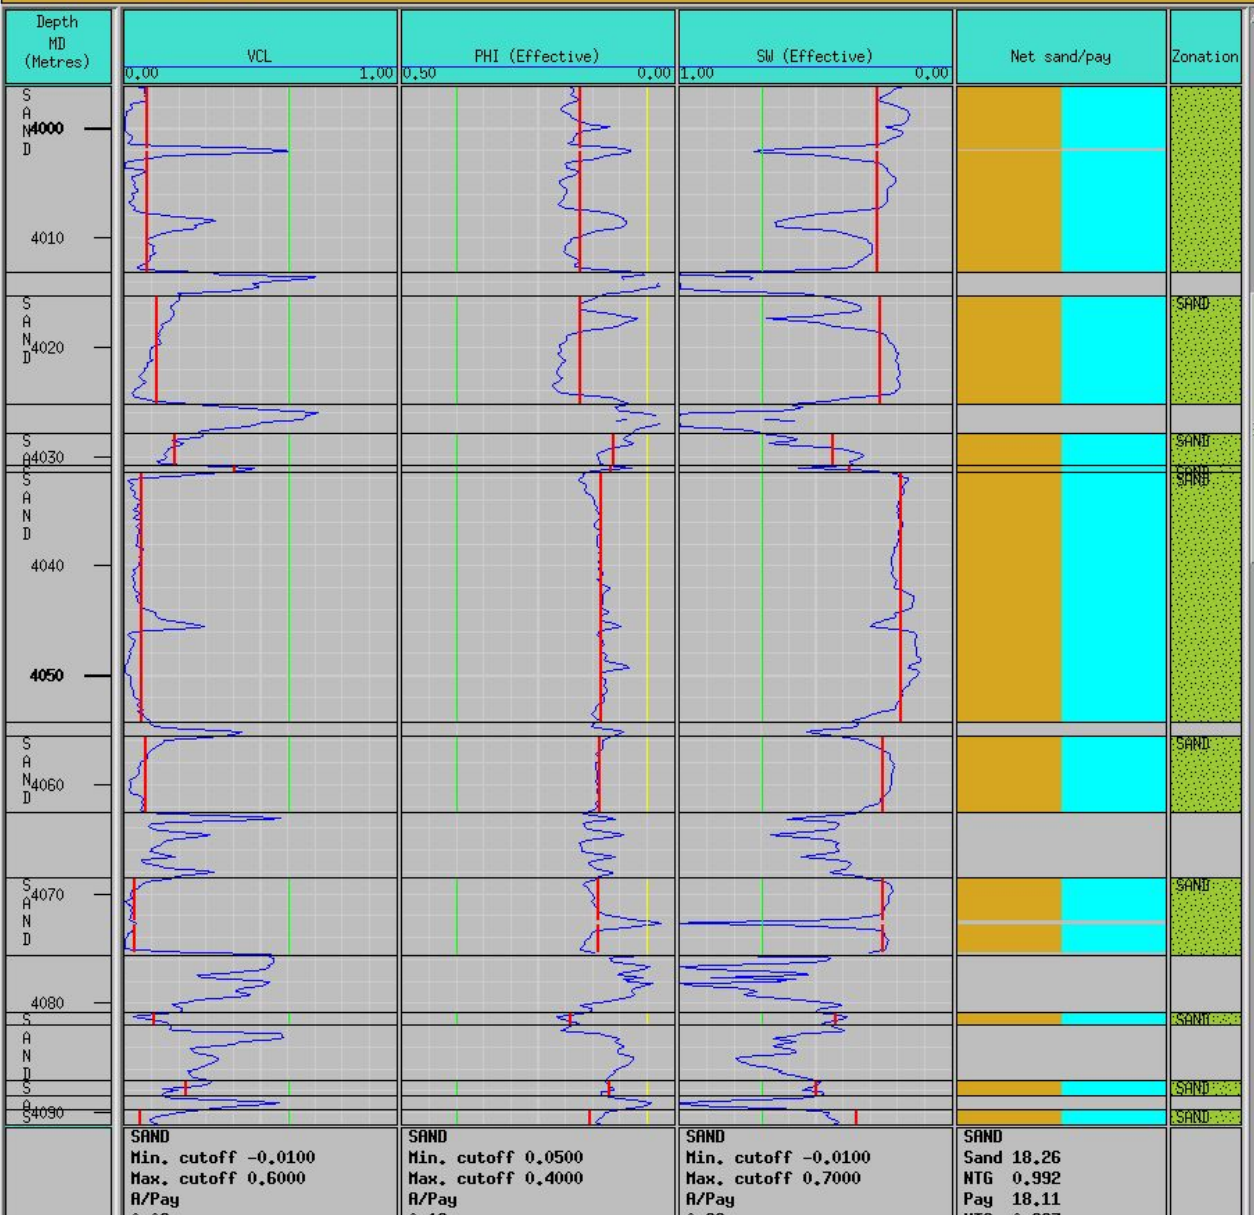 Depth
MD
(Metres)
VCL
0.00 1.00
PHI (Effective)
0.50 0.00
SW (Effective)
1.00 0.00
Net sand/pay
Zonation
S
A
N
D
4000
4010
S
A
N
D
SAND
4020
S
A
SAND
4030
SAND
S
A
N
D
SAND
4040
4050
S
A
N
D
SAND
4060
S
A
N
D
SAND
4070
4080
S
A
N
D
SAND
S
A
SAND
S
4090
SAND
SAND
Min. cutoff -0.0100
Max. cutoff 0.6000
A/Pay
SAND
Min. cutoff 0.0500
Max. cutoff 0.4000
A/Pay
SAND
Min. cutoff -0.0100
Max. cutoff 0.7000
A/Pay
SAND
Sand 18.26
NTG 0.992
Pay 18.11